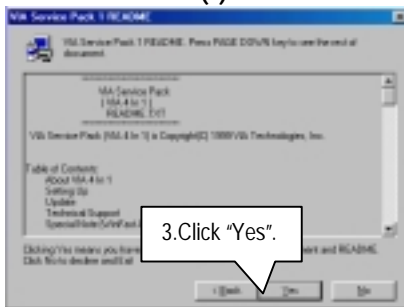 VIA Service Pack 1 README
VIA Service Pack 1 README. Press PAGE DOWN key to see the rest of
document.
VIA Service Pack
[ VIA 4 in 1 ]
README.TXT
VIA Service Pack (VIA 4 in 1) is Copyright(C) 1999 VIA Technologies, Inc.
Table of Contents:
About VIA 4 in 1
Setting Up
Update
Technical Support
Special Note
3.Click “Yes”.
Clicking Yes means you have
ment and README.
Click No to decline and Exit
< Back
Yes
No